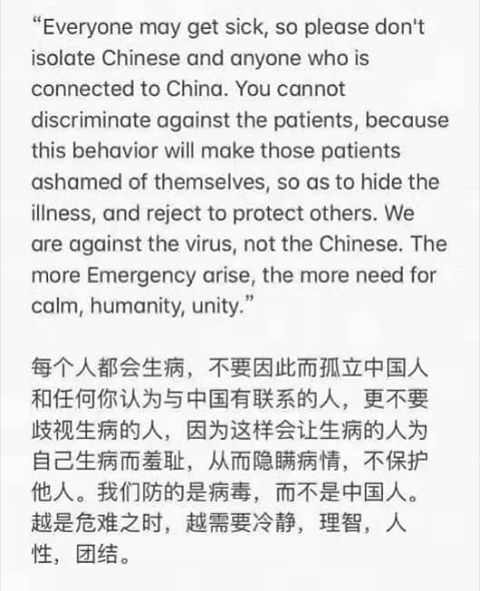 “Everyone may get sick, so please don't
isolate Chinese and anyone who is
connected to China. You cannot
discriminate against the patients, because
this behavior will make those patients
ashamed of themselves, so as to hide the
illness, and reject to protect others. We
are against the virus, not the Chinese. The
more Emergency arise, the more need for
calm, humanity, unity.”
每个人都会生病，不要因此而孤立中国人
和任何你认为与中国有联系的人，更不要
歧视生病的人，因为这样会让生病的人为
自己生病而羞耻，从而隐瞒病情，不保护
他人。我们防的是病毒，而不是中国人。
越是危难之时，越需要冷静，理智，人
性，团结。